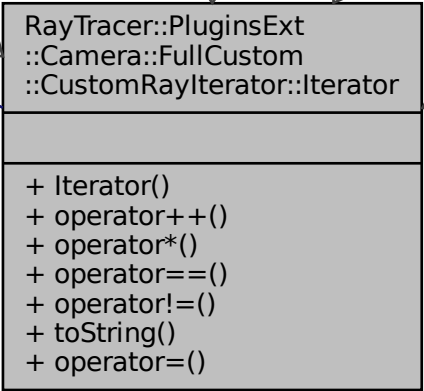 RayTracer::PluginsExt
::Camera::FullCustom
::CustomRayIterator::Iterator
+ Iterator()
+ operator++()
+ operator*()
+ operator==()
+ operator!=()
+ toString()
+ operator=()